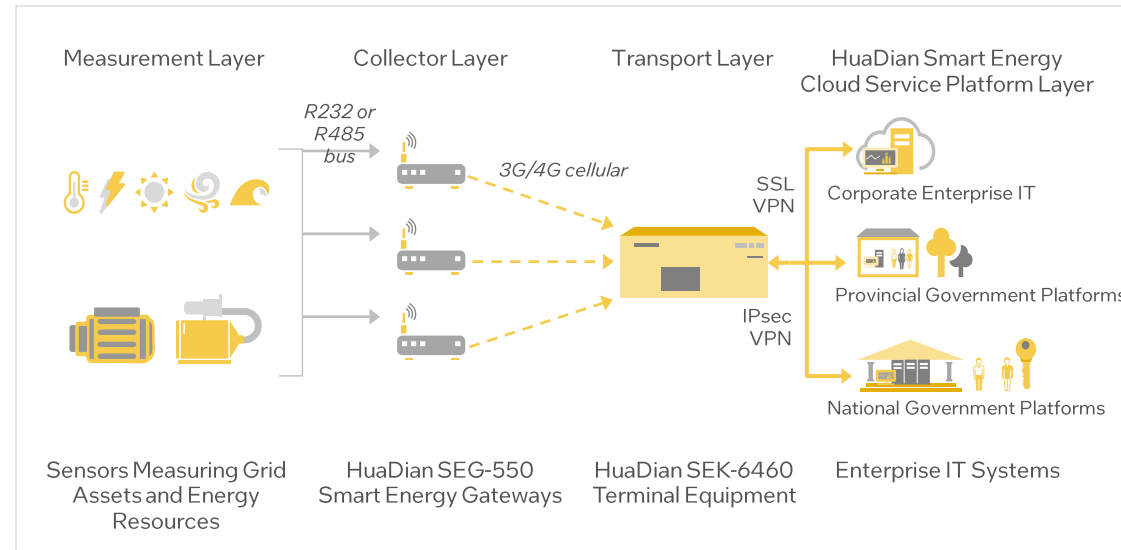 Measurement Layer
Collector Layer
Transport Layer
HuaDian Smart Energy
Cloud Service Platform Layer
R232 or
R485
bus
3G/4G cellular
SSL
VPN
IPsec
VPN
Corporate Enterprise IT
Provincial Government Platforms
National Government Platforms
Sensors Measuring Grid
Assets and Energy
Resources
HuaDian SEG-550
Smart Energy Gateways
HuaDian SEK-6460
Terminal Equipment
Enterprise IT Systems